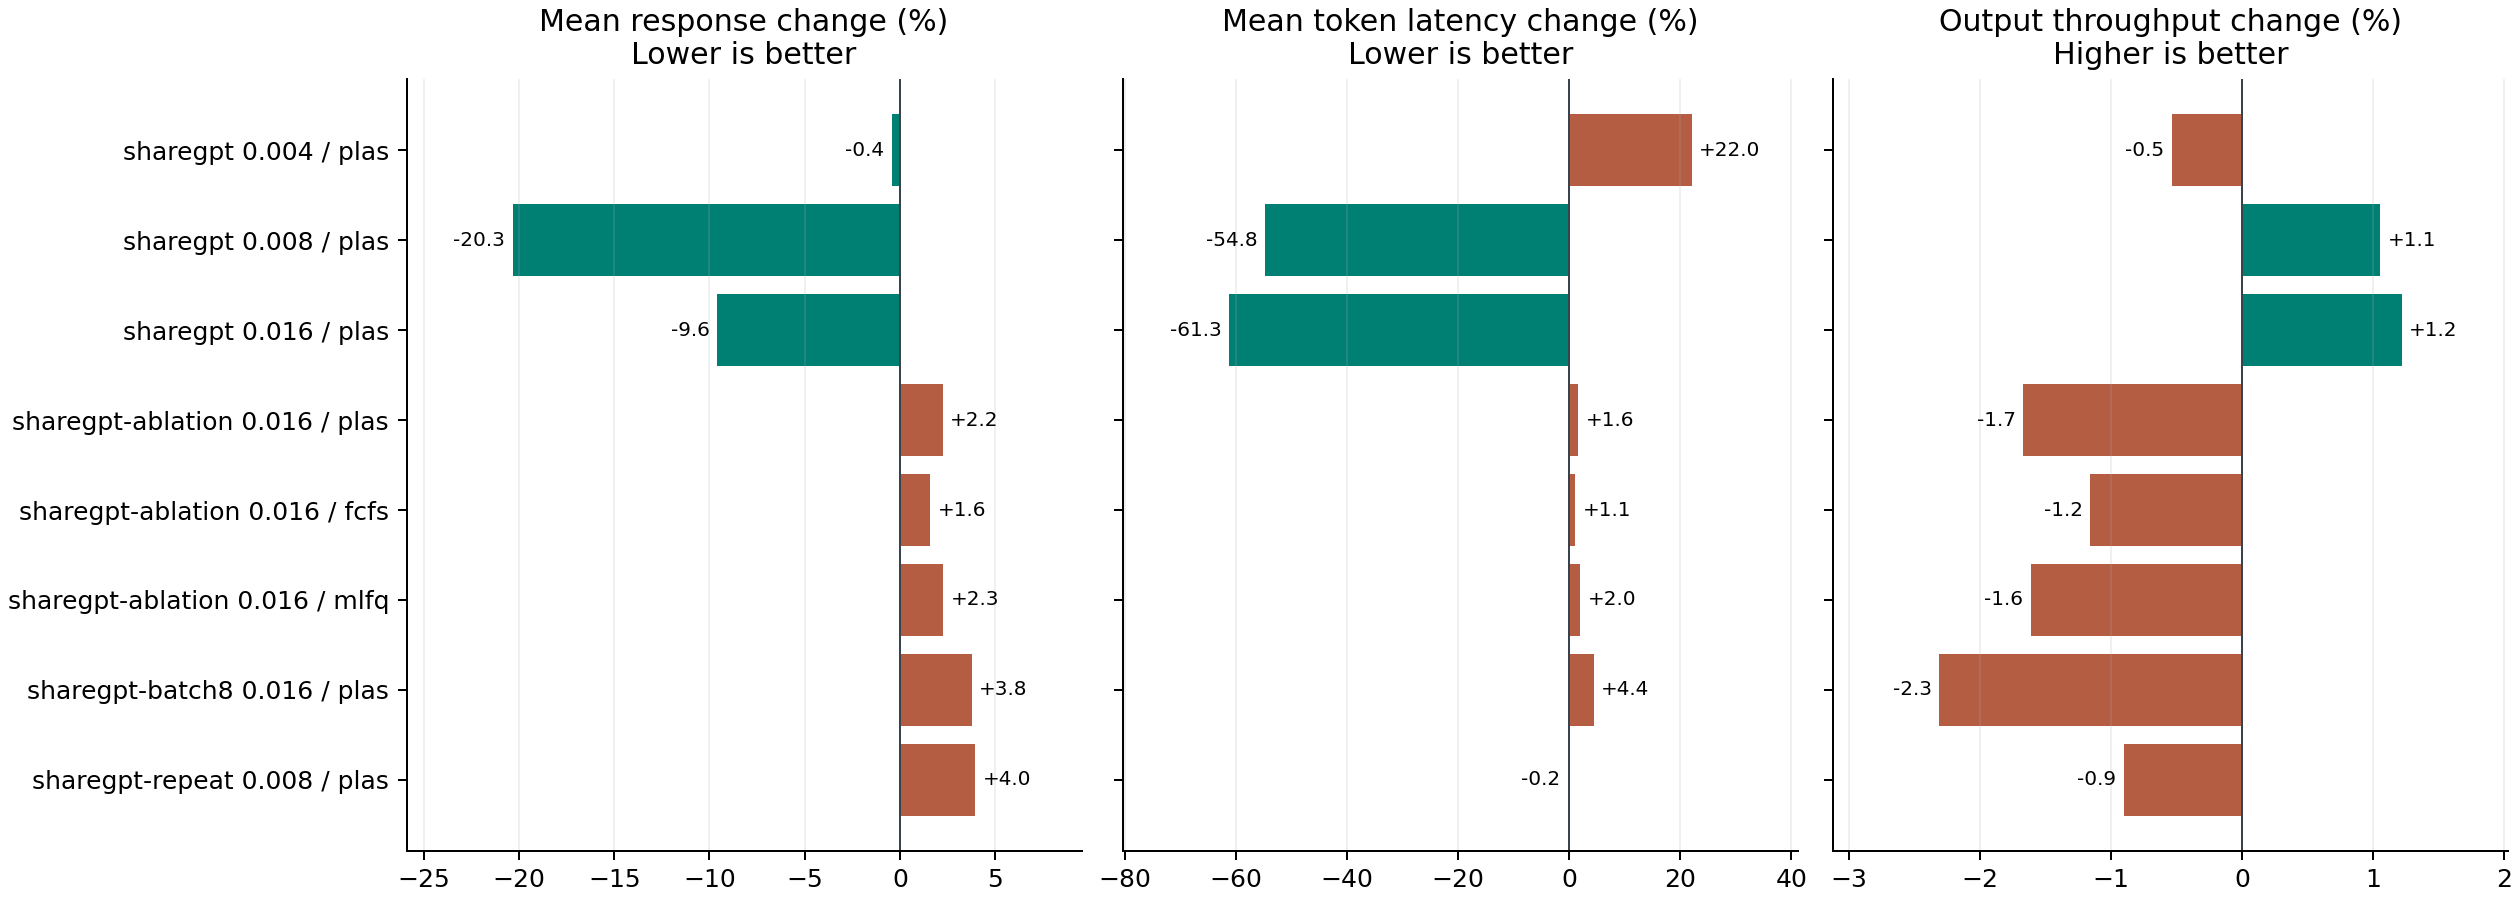 Mean response change (%)
Lower is better
Mean token latency change (%)
Lower is better
Output throughput change (%)
Higher is better
sharegpt 0.004 / plas
-0.4
+22.0
-0.5
sharegpt 0.008 / plas
-20.3
-54.8
+1.1
sharegpt 0.016 / plas
-9.6
-61.3
+1.2
sharegpt-ablation 0.016 / plas
+2.2
+1.6
-1.7
sharegpt-ablation 0.016 / fcfs
+1.6
+1.1
-1.2
sharegpt-ablation 0.016 / mlfq
+2.3
+2.0
-1.6
sharegpt-batch8 0.016 / plas
+3.8
+4.4
-2.3
sharegpt-repeat 0.008 / plas
+4.0
-0.2
-0.9
−25 −20 −15 −10 −5 0 5
−80 −60 −40 −20 0 20 40
−3 −2 −1 0 1 2